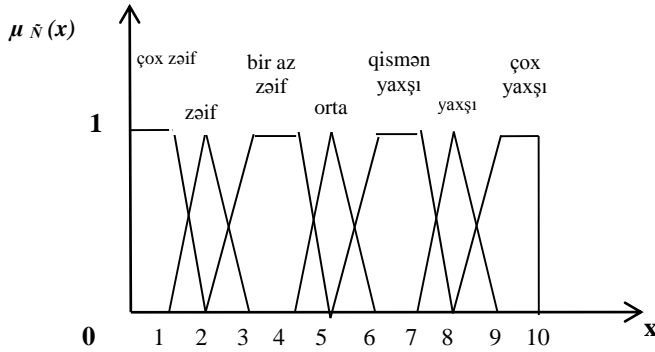 μ Ñ (x)
çox zəif
zəif
bir az
zəif
orta
qismən
yaxşı
yaxşı
çox
yaxşı
1
0 1 2 3 4 5 6 7 8 9 10 x